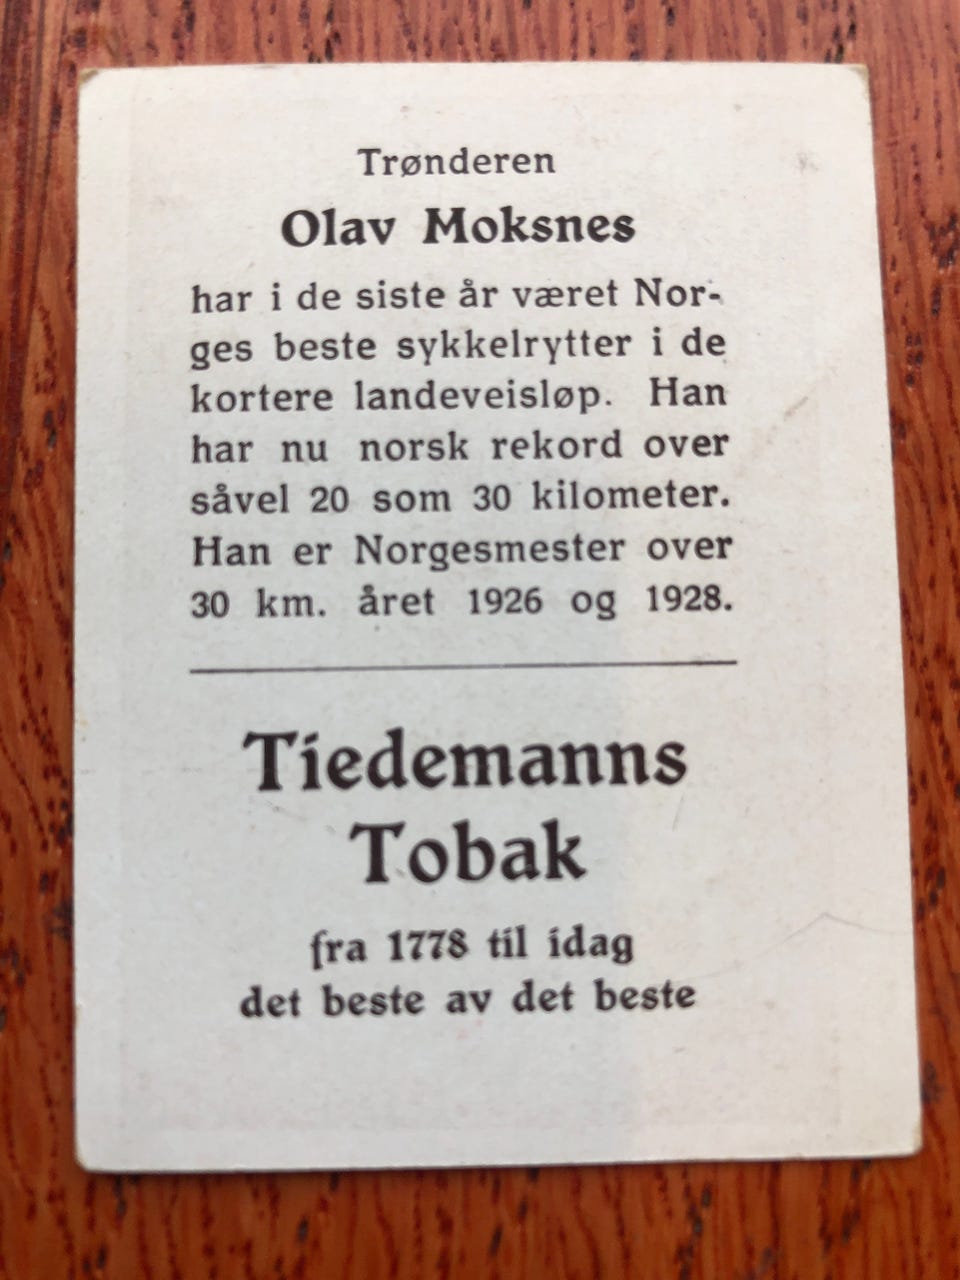 Trønderen
Olav Moksnes
har i de siste år været Nor-
ges beste sykkelrytter i de
kortere landeveisløp. Han
har nu norsk rekord over
såvel 20 som 30 kilometer.
Han er Norgesmester over
30 km. året 1926 og 1928.
Tiedemanns
Tobak
fra 1778 til idag
det beste av det beste